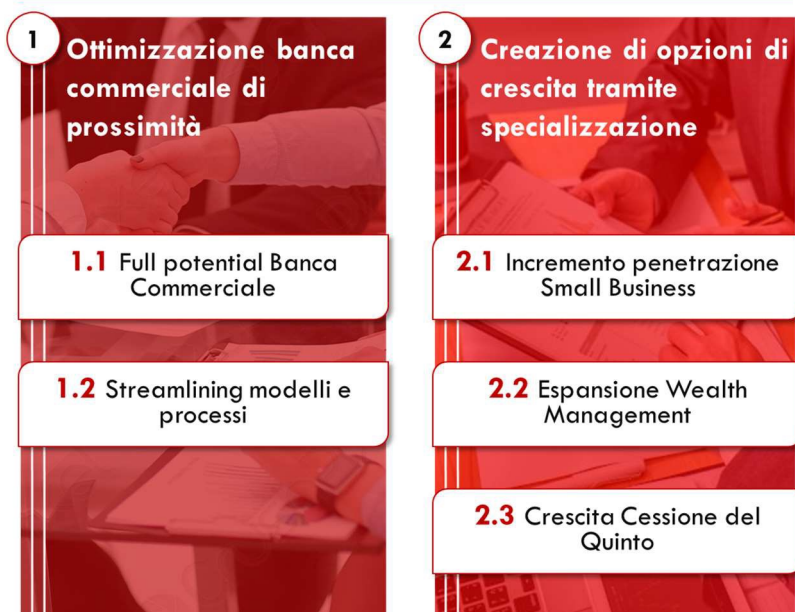 1
Ottimizzazione banca
commerciale di
prossimità
1.1 Full potential Banca
Commerciale
1.2 Streamlining modelli e
processi
2
Creazione di opzioni di
crescita tramite
specializzazione
2.1 Incremento penetrazione
Small Business
2.2 Espansione Wealth
Management
2.3 Crescita Cessione del
Quinto